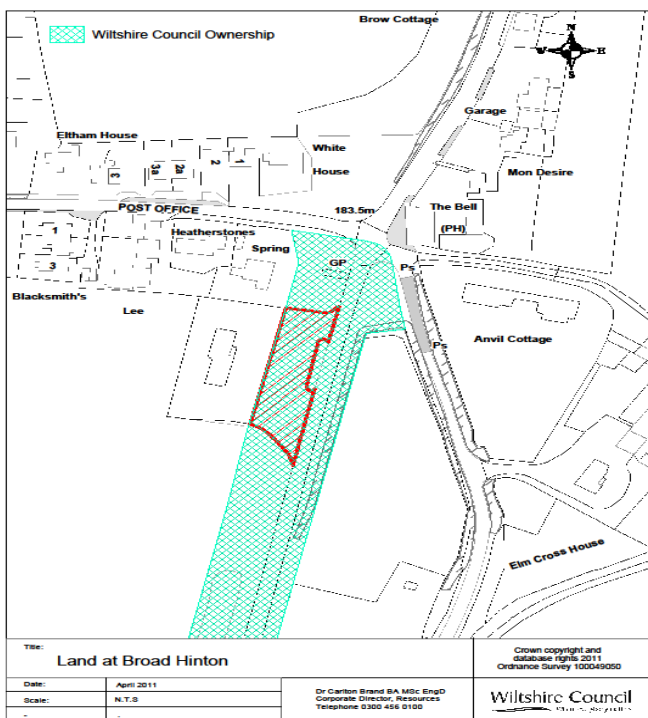 Wiltshire Council Ownership
Brow Cottage
N
W E
S
Garage
Eltham House
White
House
3
3a
2a
2
1
Mon Desire
POST OFFICE
183.5m
The Bell
(PH)
Heatherstones
Spring
GP
Ps
1
3
Blacksmith's
Lee
Anvil Cottage
Ps
Elm Cross House
Title:
Land at Broad Hinton
Crown copyright and
database rights 2011
Ordnance Survey 100049050
Date:
April 2011
Scale:
N.T.S
Dr Carlton Brand BA MSc EngD
Corporate Director, Resources
Telephone 0300 456 0100
Wiltshire Council